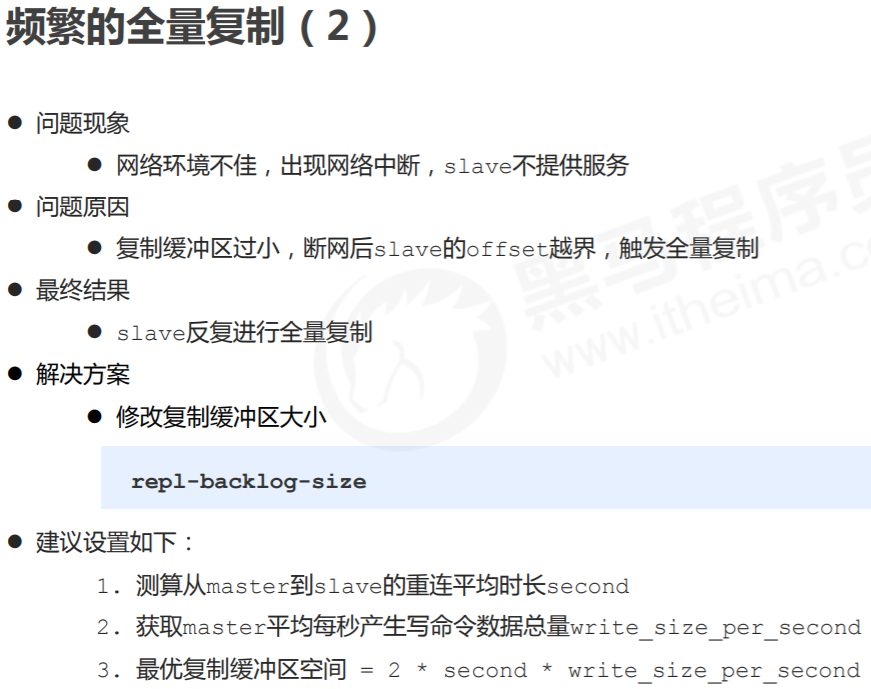 频繁的全量复制（2）
● 问题现象
● 网络环境不佳，出现网络中断，slave不提供服务
● 问题原因
● 复制缓冲区过小，断网后slave的offset越界，触发全量复制
● 最终结果
● slave反复进行全量复制
● 解决方案
● 修改复制缓冲区大小
repl-backlog-size
● 建议设置如下：
1. 测算从master到slave的重连平均时长second
2. 获取master平均每秒产生写命令数据总量write_size_per_second
3. 最优复制缓冲区空间 = 2 * second * write_size_per_second
黑马程序员
www.itheima.co